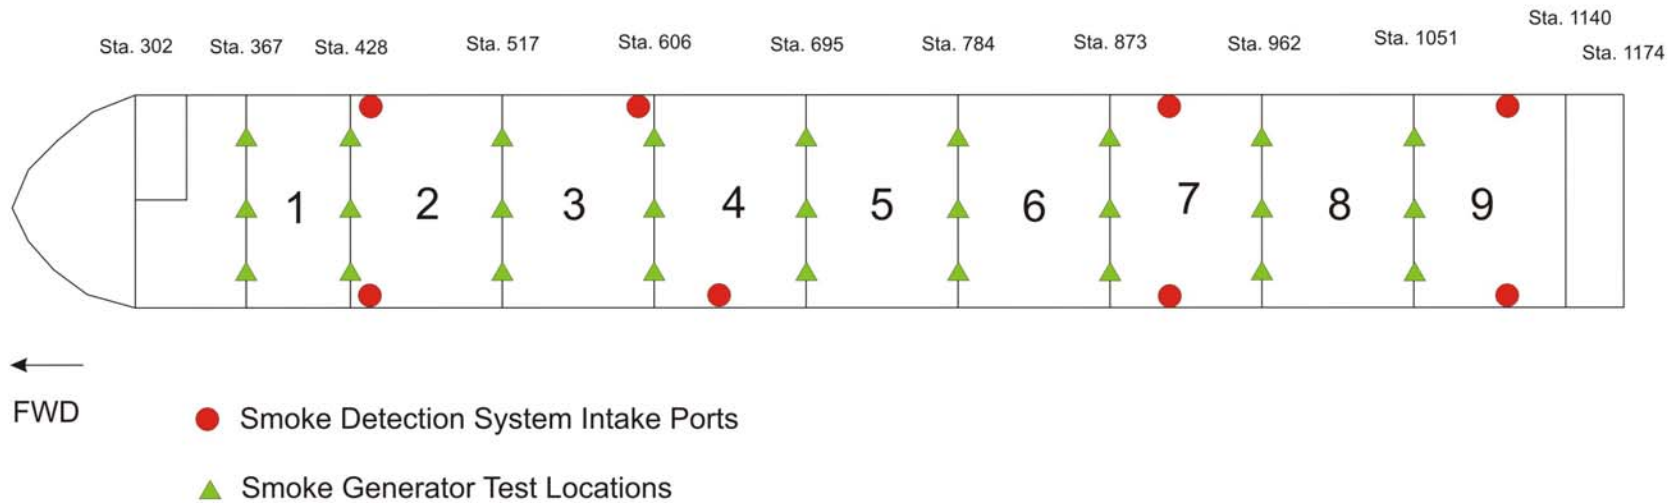 Sta. 1140
Sta. 302 Sta. 367 Sta. 428 Sta. 517 Sta. 606 Sta. 695 Sta. 784 Sta. 873 Sta. 962 Sta. 1051
Sta. 1174
1 2 3 4 5 6 7 8 9
FWD
Smoke Detection System Intake Ports
Smoke Generator Test Locations